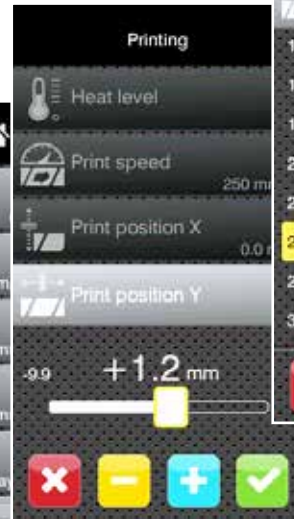 Printing
Heat level
Print speed
250 m
Print position X
0.0
Print position Y
-9.9 +1.2 mm